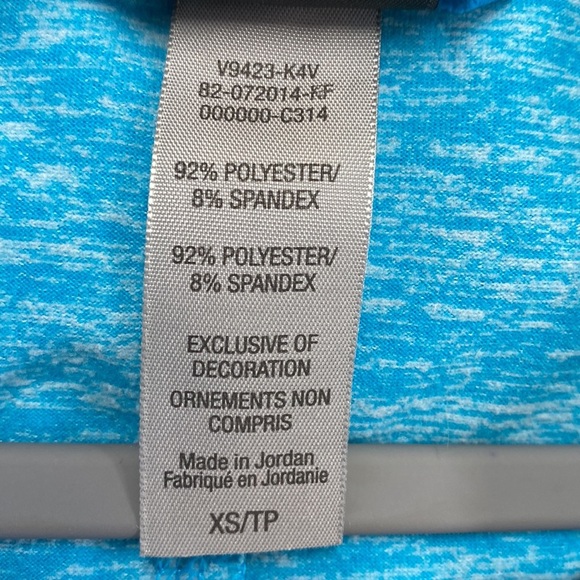 V9423-K4V
82-072014-KF
000000-C314
92% POLYESTER/
8% SPANDEX
92% POLYESTER/
8% SPANDEX
EXCLUSIVE OF
DECORATION
ORNEMENTS NON
COMPRIS
Made in Jordan
Fabriqué en Jordanie
XS/TP